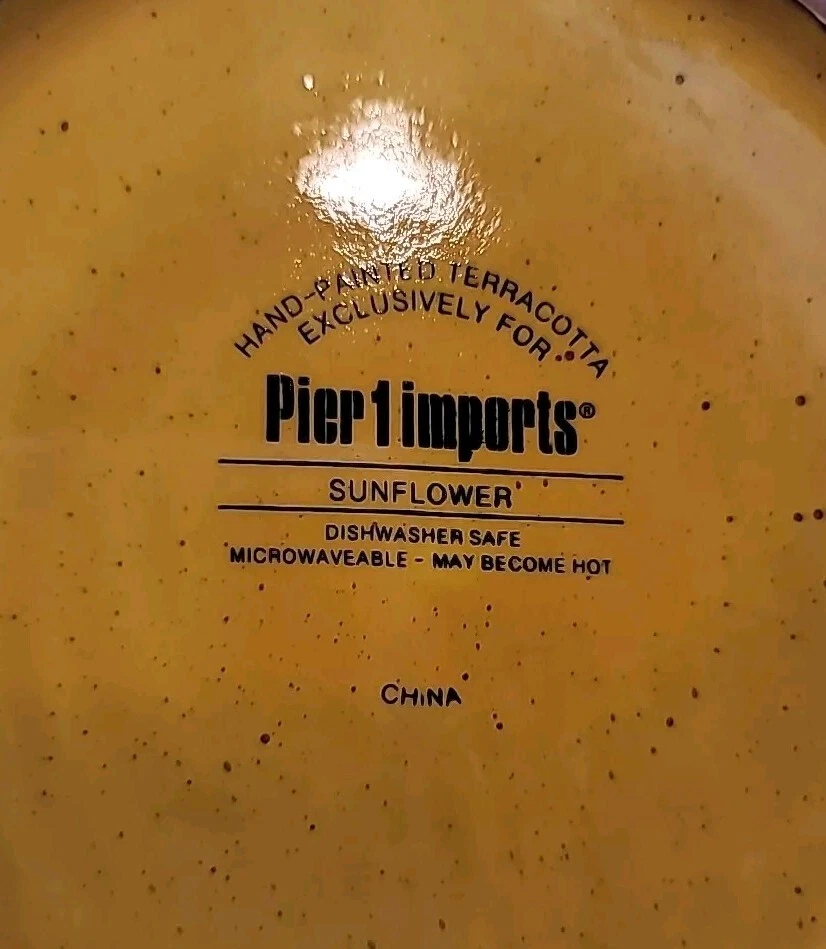 HAND-PAINTED TERRACOTTA
EXCLUSIVELY FOR
Pier 1 imports®
SUNFLOWER
DISHWASHER SAFE
MICROWAVEABLE - MAY BECOME HOT
CHINA